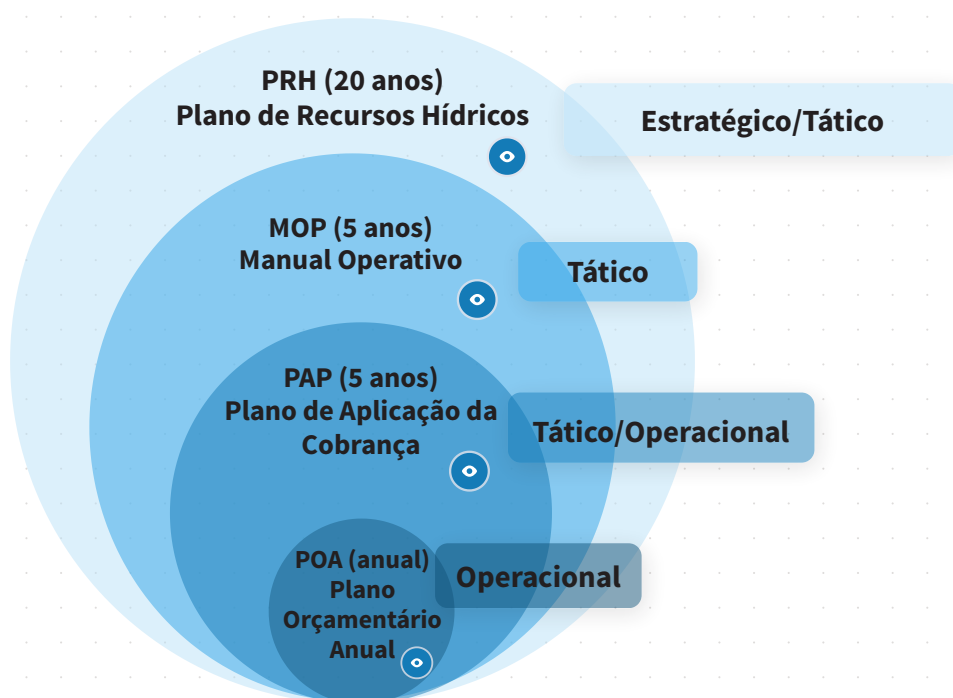 PRH (20 anos)
Plano de Recursos Hídricos
Estratégico/Tático
MOP (5 anos)
Manual Operativo
Tático
PAP (5 anos)
Plano de Aplicação da
Cobrança
Tático/Operacional
POA (anual)
Plano
Orçamentário
Anual
Operacional